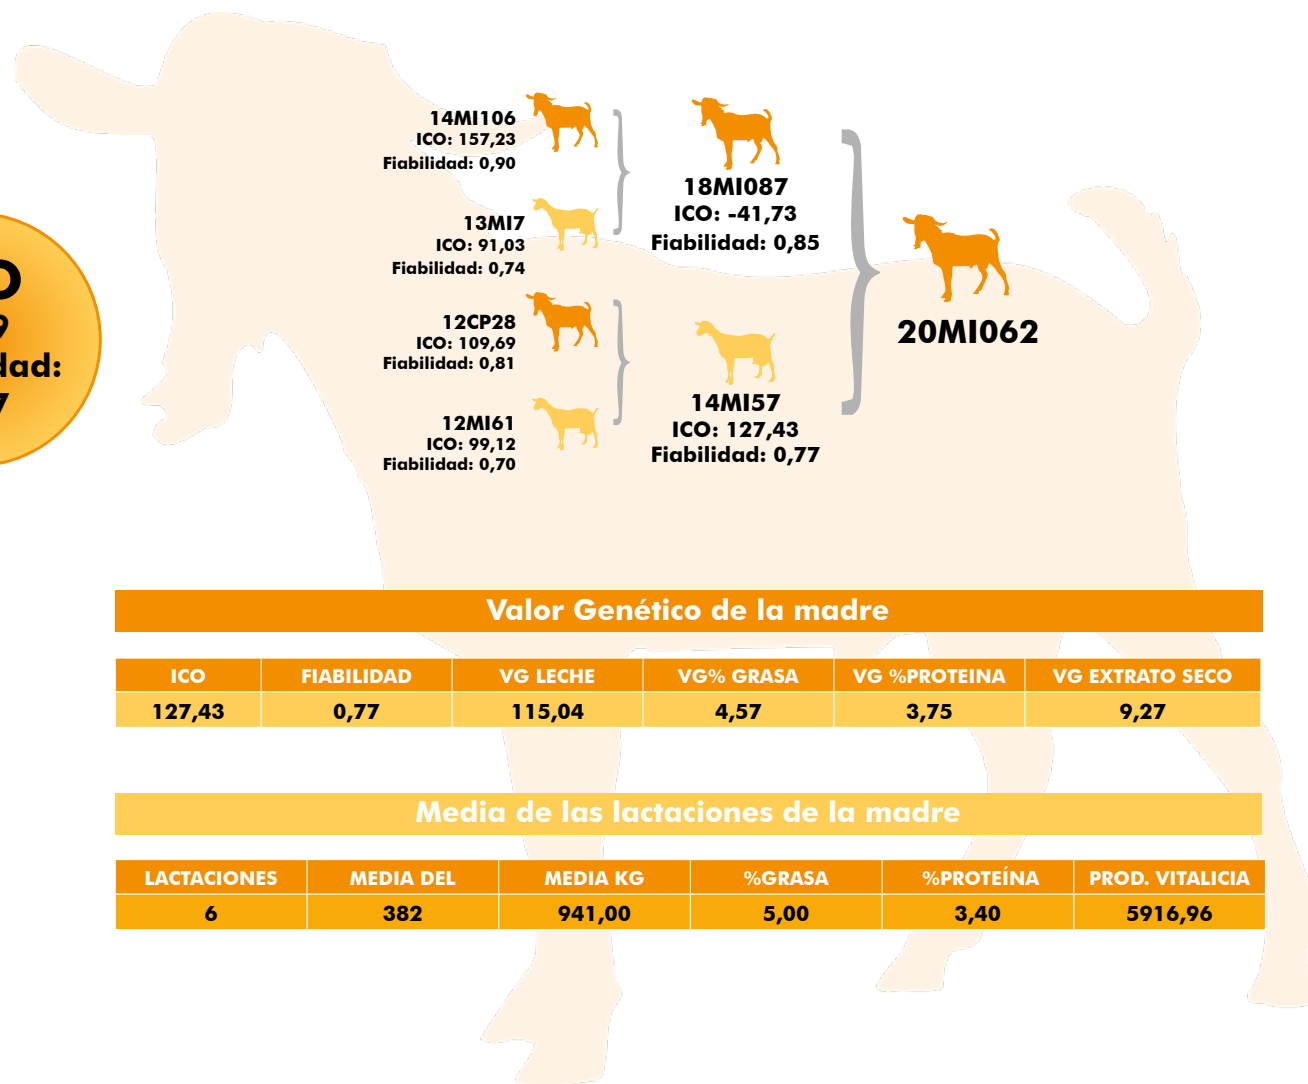 14MI106
ICO: 157,23
Fiabilidad: 0,90
13MI7
ICO: 91,03
Fiabilidad: 0,74
12CP28
ICO: 109,69
Fiabilidad: 0,81
12MI61
ICO: 99,12
Fiabilidad: 0,70
18MI087
ICO: -41,73
Fiabilidad: 0,85
14MI57
ICO: 127,43
Fiabilidad: 0,77
20MI062
Valor Genético de la madre
ICO FIABILIDAD VG LECHE VG% GRASA VG %PROTEINA VG EXTRATO SECO
127,43 0,77 115,04 4,57 3,75 9,27
Media de las lactaciones de la madre
LACTACIONES MEDIA DEL MEDIA KG %GRASA %PROTEÍNA PROD. VITALICIA
6 382 941,00 5,00 3,40 5916,96